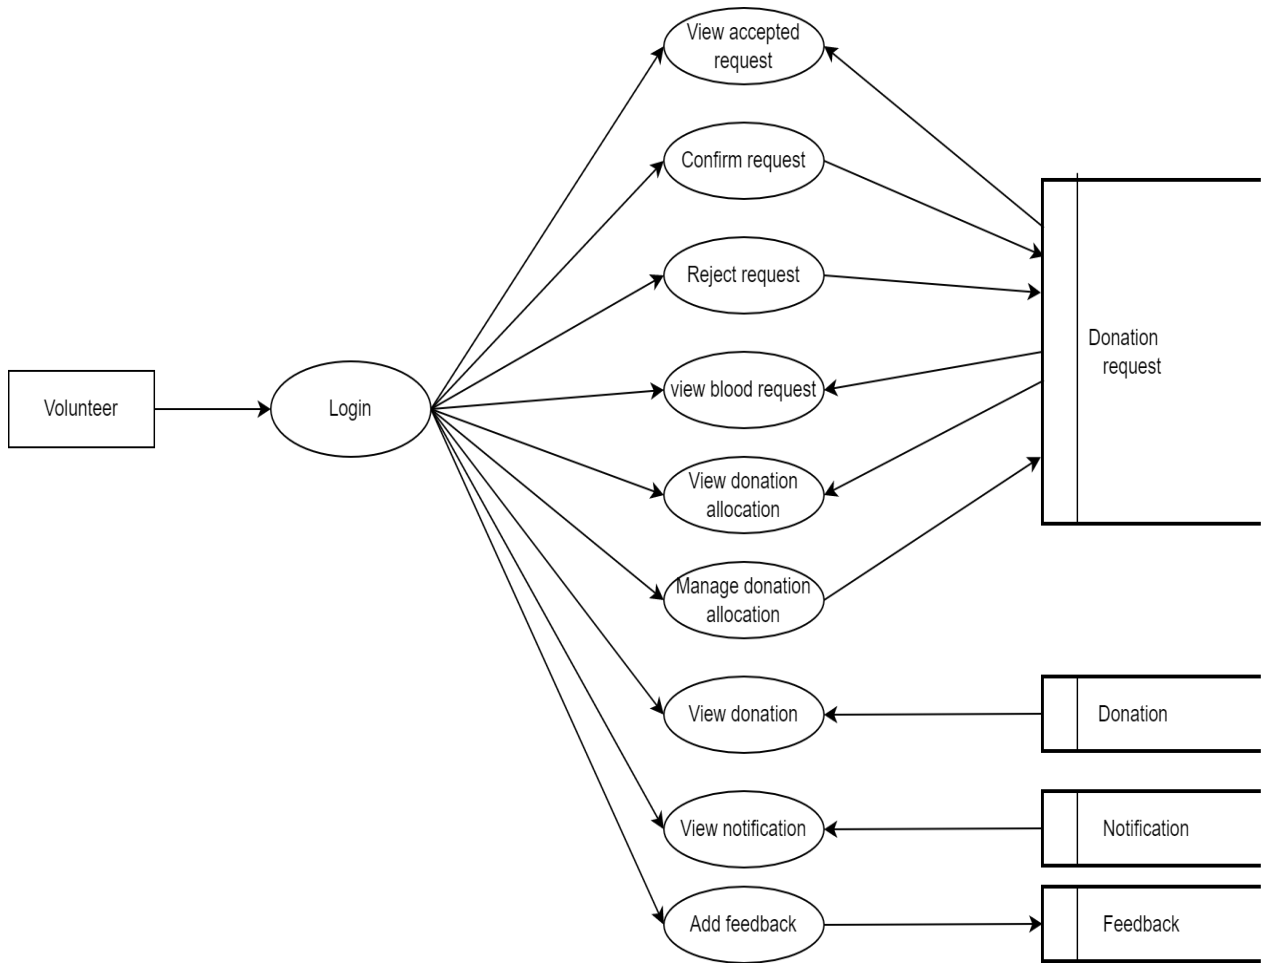 View accepted
request
Confirm request
Reject request
Donation
request
view blood request
Volunteer
Login
View donation
allocation
Manage donation
allocation
View donation
Donation
View notification
Notification
Add feedback
Feedback